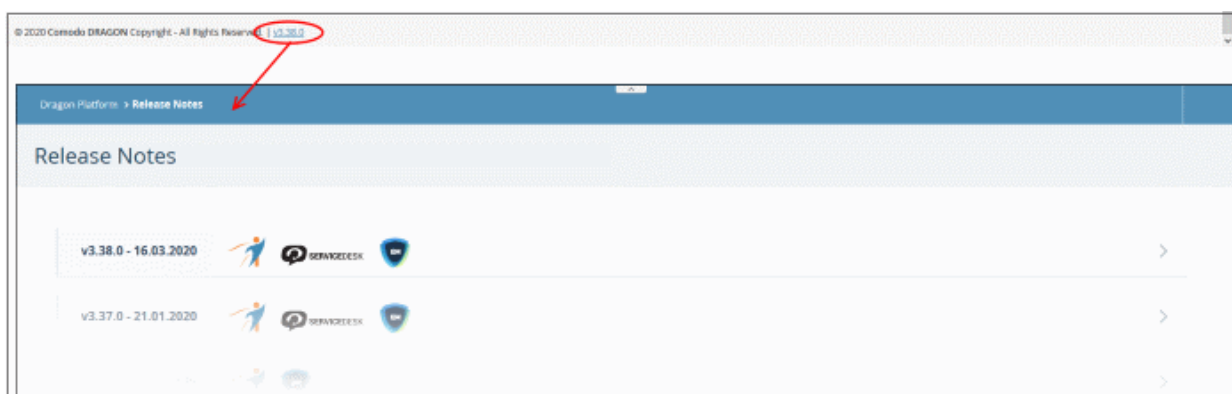 © 2020 Comodo DRAGON Copyright - All Rights Reserved. | v3.38.0
Dragon Platform > Release Notes
Release Notes
v3.38.0 - 16.03.2020 SERVICEDESK
v3.37.0 - 21.01.2020 SERVICEDESK